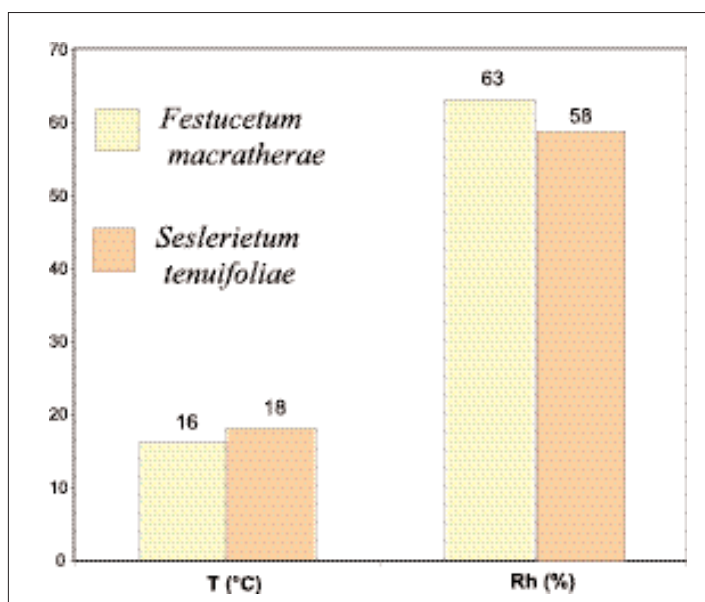 70
63
58
Festucetum
macratherae
60
50
Seslerietum
tenuifoliae
40
30
20
16
18
10
0
T (°C)
Rh (%)